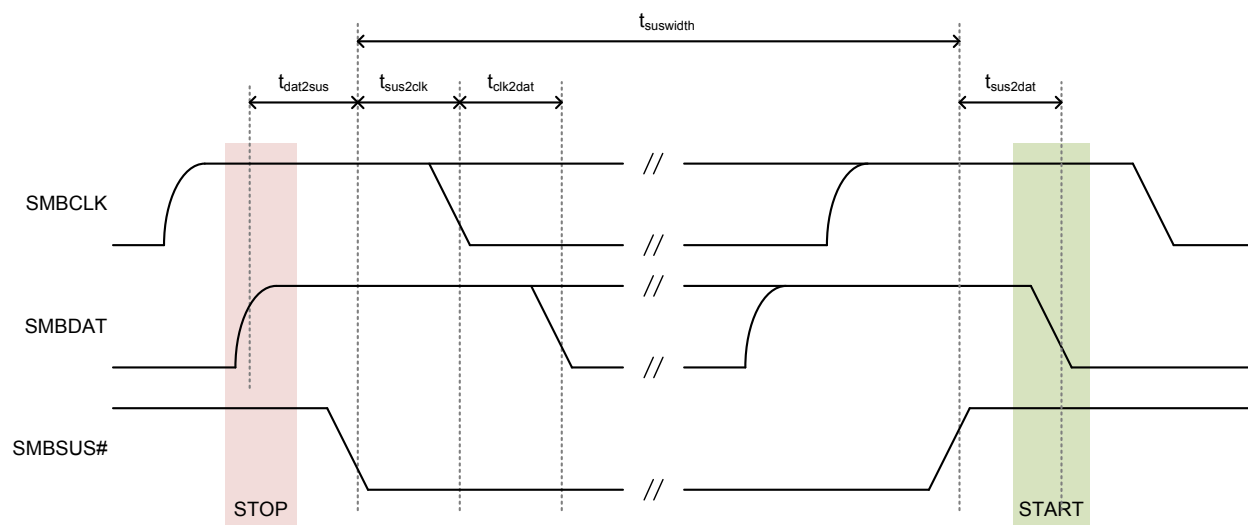 tsuswidth
tdat2sus
tsus2clk
tclk2dat
tsus2dat
SMBCLK
//
//
SMBDAT
//
//
SMBSUS#
//
STOP
START